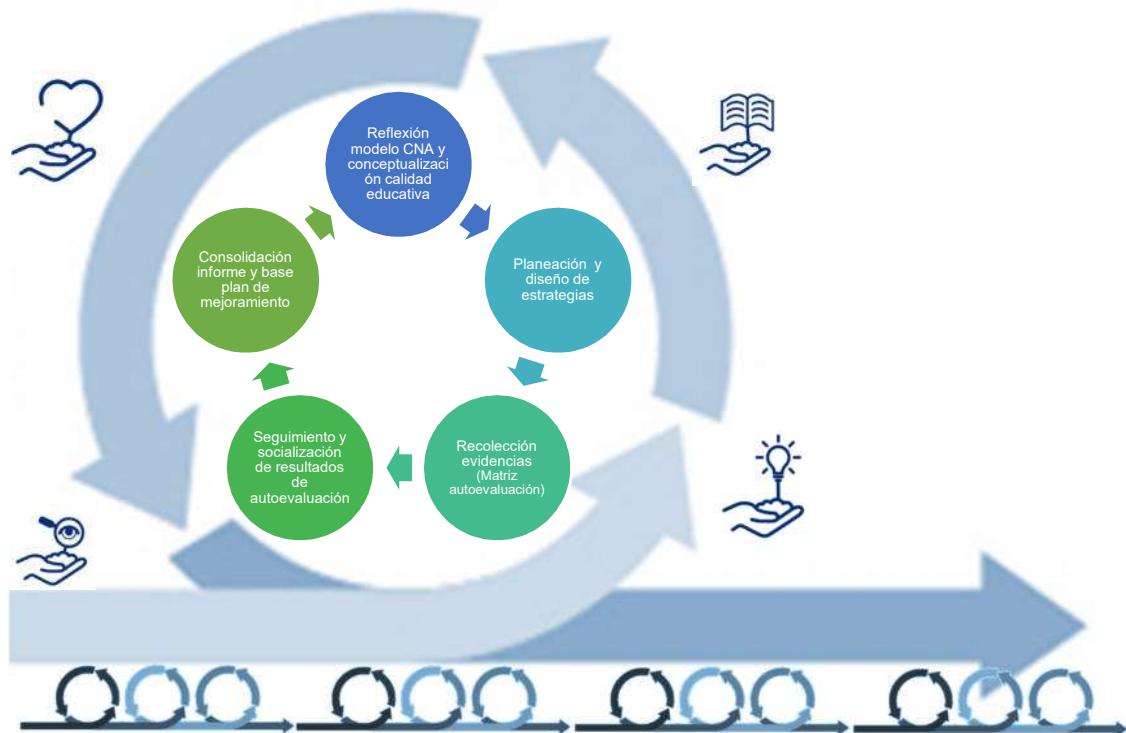 Reflexión
modelo CNA y
conceptualizaci
ón calidad
educativa
Planeación y
diseño de
estrategias
Recolección
evidencias
(Matriz
autoevaluación)
Seguimiento y
socialización
de resultados
de
autoevaluación
Consolidación
informe y base
plan de
mejoramiento